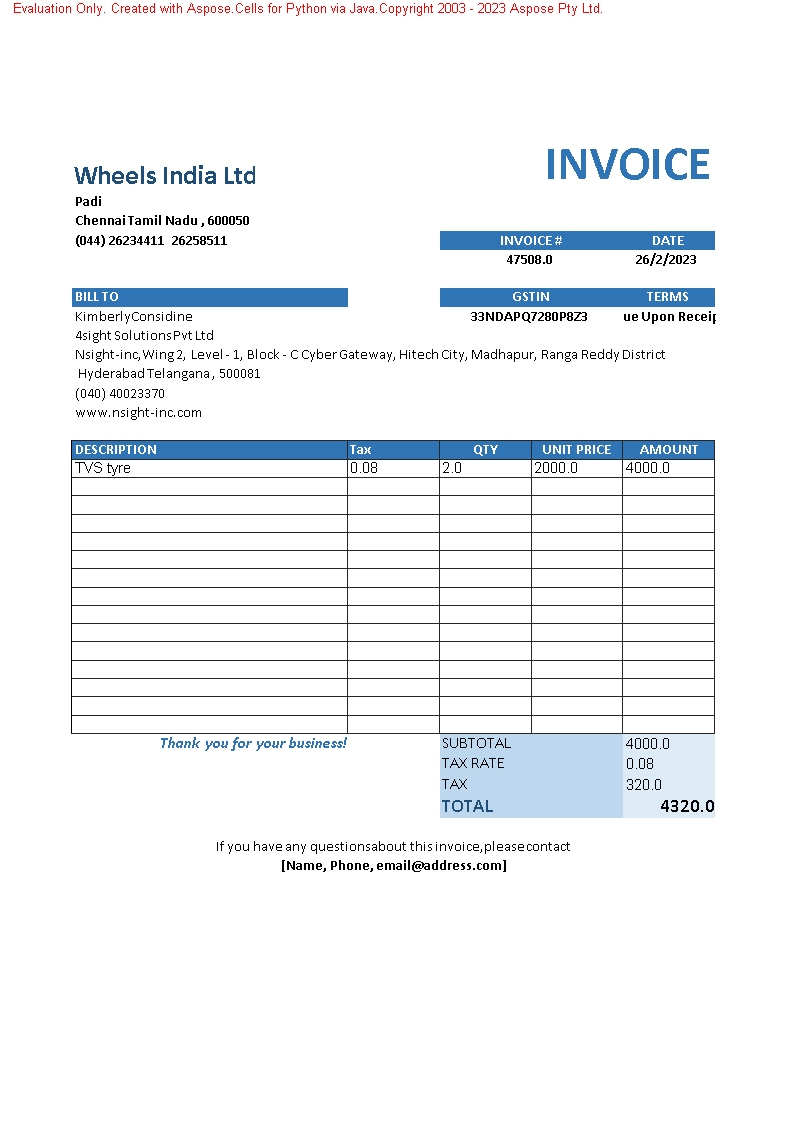 Evaluation Only. Created with Aspose.Cells for Python via Java.Copyright 2003 - 2023 Aspose Pty Ltd.
INVOICE
Wheels India Ltd
Padi
Chennai Tamil Nadu , 600050
(044) 26234411 26258511
INVOICE # DATE
47508.0 26/2/2023
BILL TO GSTIN TERMS
Kimberly Considine 33NDAPQ7280P8Z3 ue Upon Receip
4sight Solutions Pvt Ltd
Nsight-inc, Wing 2, Level - 1, Block - C Cyber Gateway, Hitech City, Madhapur, Ranga Reddy District
Hyderabad Telangana , 500081
(040) 40023370
www.nsight-inc.com
DESCRIPTION Tax QTY UNIT PRICE AMOUNT
TVS tyre 0.08 2.0 2000.0 4000.0
Thank you for your business! SUBTOTAL 4000.0
TAX RATE 0.08
TAX 320.0
TOTAL 4320.0
If you have any questions about this invoice, please contact
[Name, Phone, email@address.com]